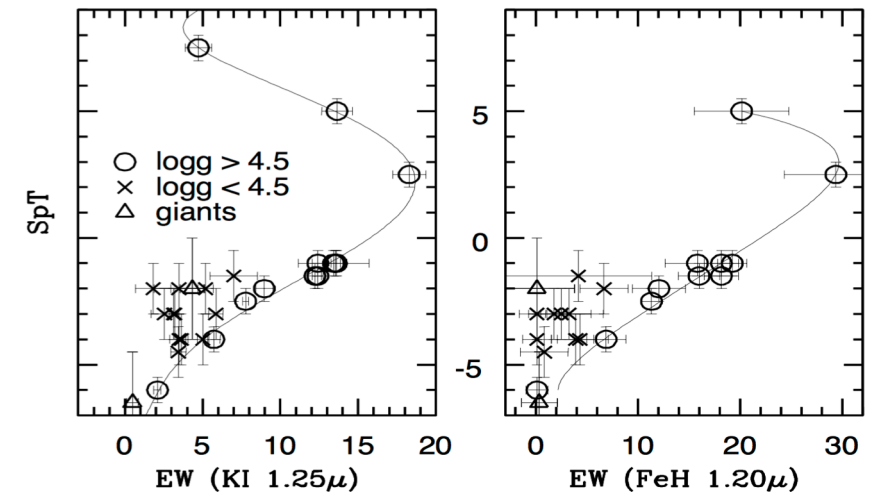 SpT
logg > 4.5
logg < 4.5
giants
5
0
-5
0 5 10 15 20
0 10 20 30
EW (KI 1.25μ)
EW (FeH 1.20μ)